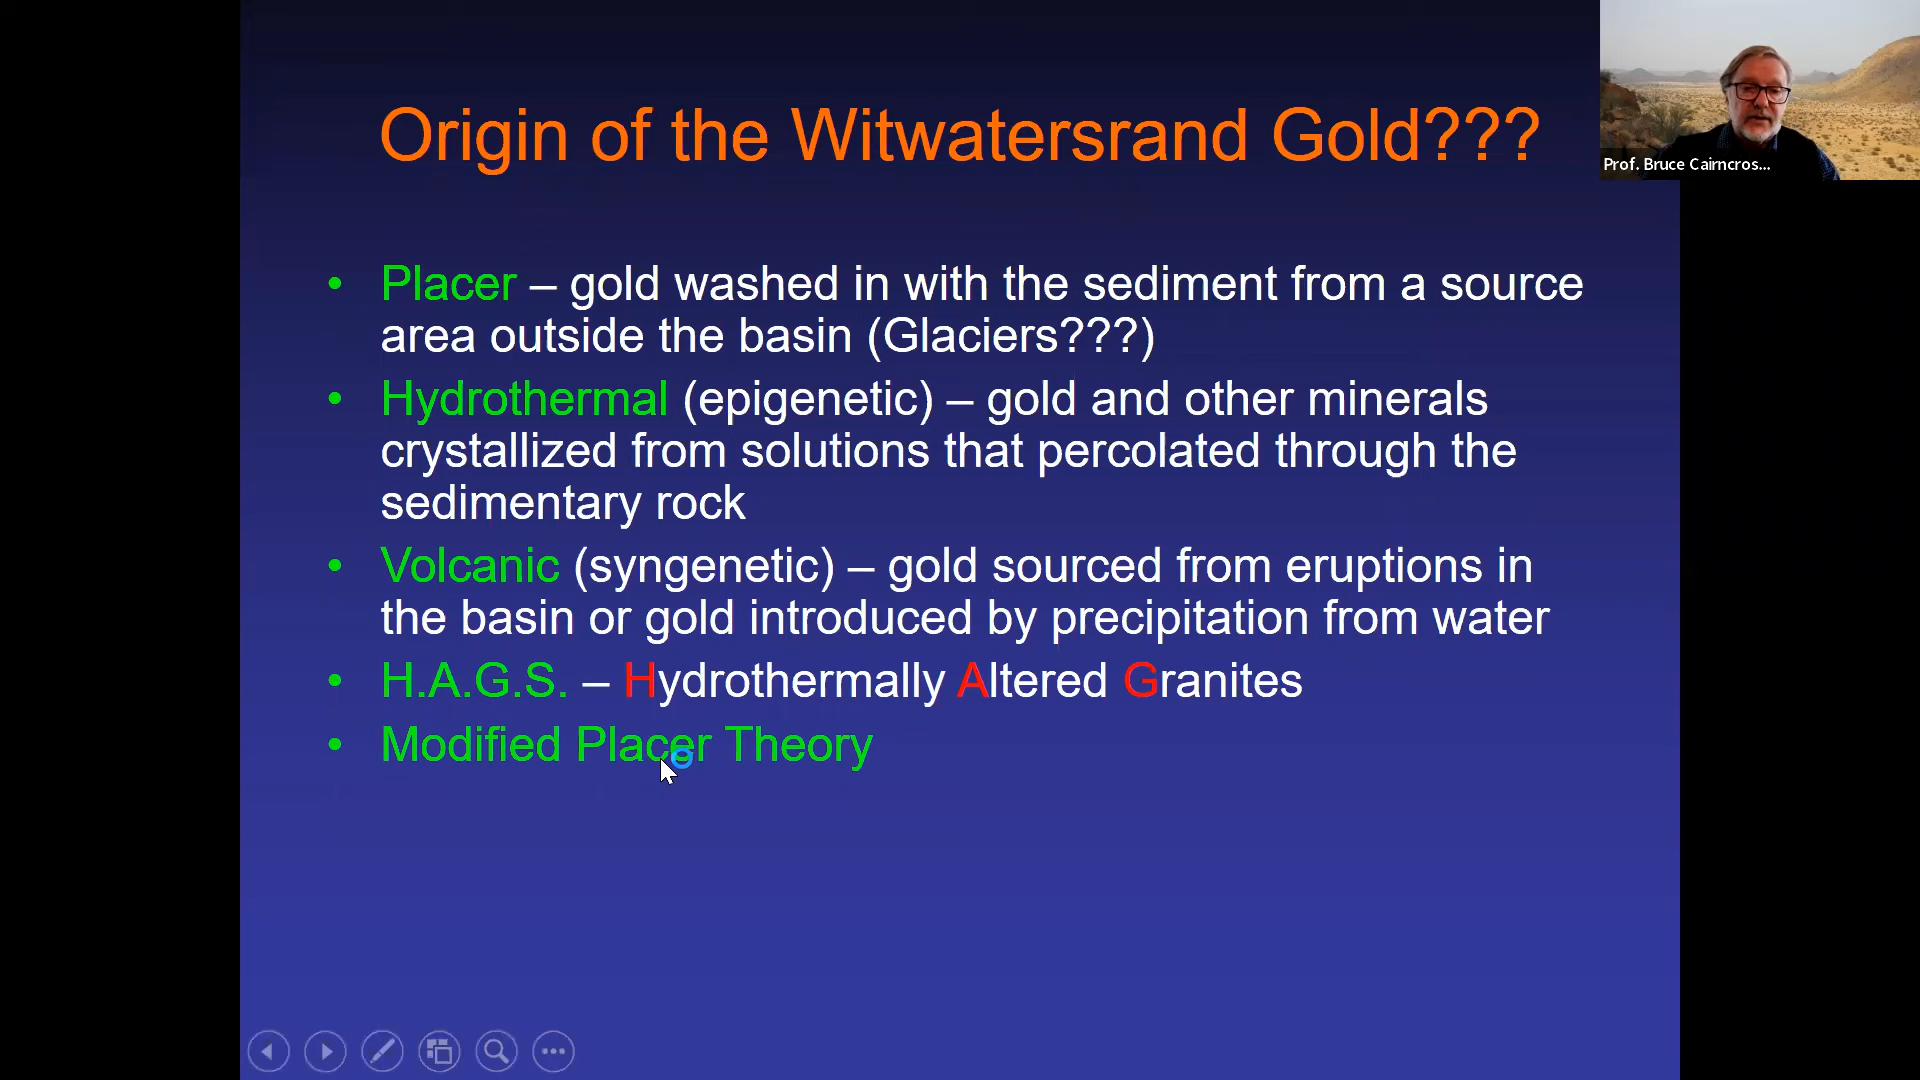 Origin of the Witwatersrand Gold???
Prof. Bruce Cairncros...
• Placer – gold washed in with the sediment from a source
area outside the basin (Glaciers???)
• Hydrothermal (epigenetic) – gold and other minerals
crystallized from solutions that percolated through the
sedimentary rock
• Volcanic (syngenetic) – gold sourced from eruptions in
the basin or gold introduced by precipitation from water
• H.A.G.S. – Hydrothermally Altered Granites
• Modified Placer Theory